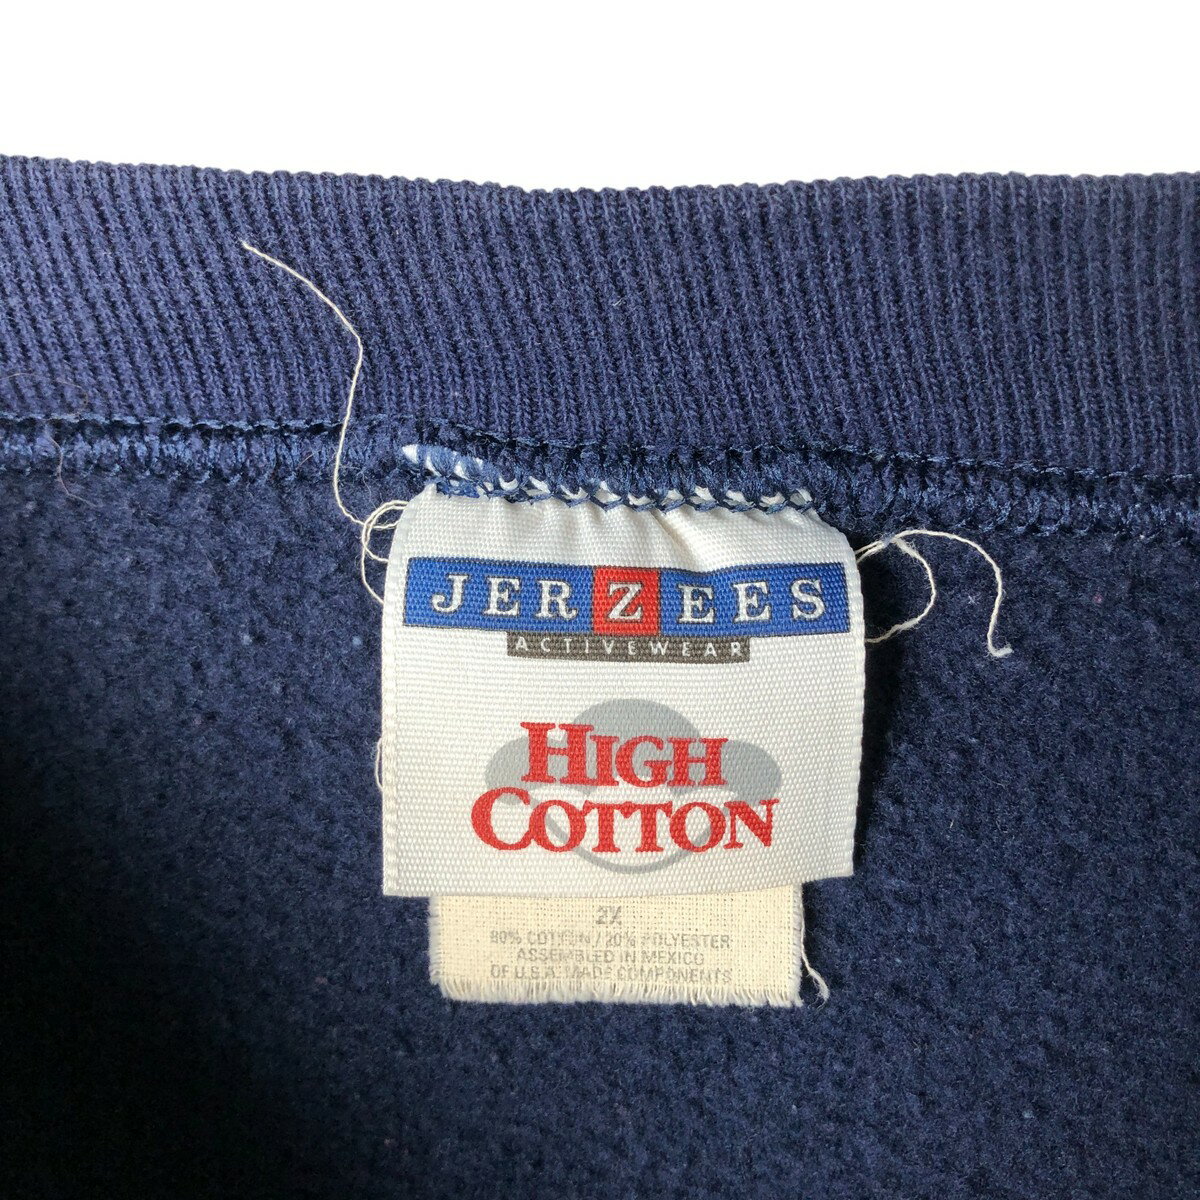 JERZEES
ACTIVEWEAR
HIGH
COTTON
2X
80% COTTON / 20% POLYESTER
ASSEMBLED IN MEXICO
OF U.S.A. MADE COMPONENTS